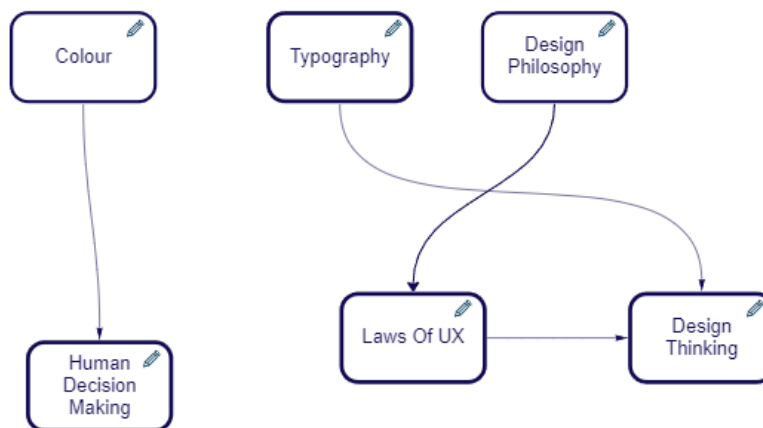 Colour
Typography
Design
Philosophy
Laws Of UX
Design
Thinking
Human
Decision
Making